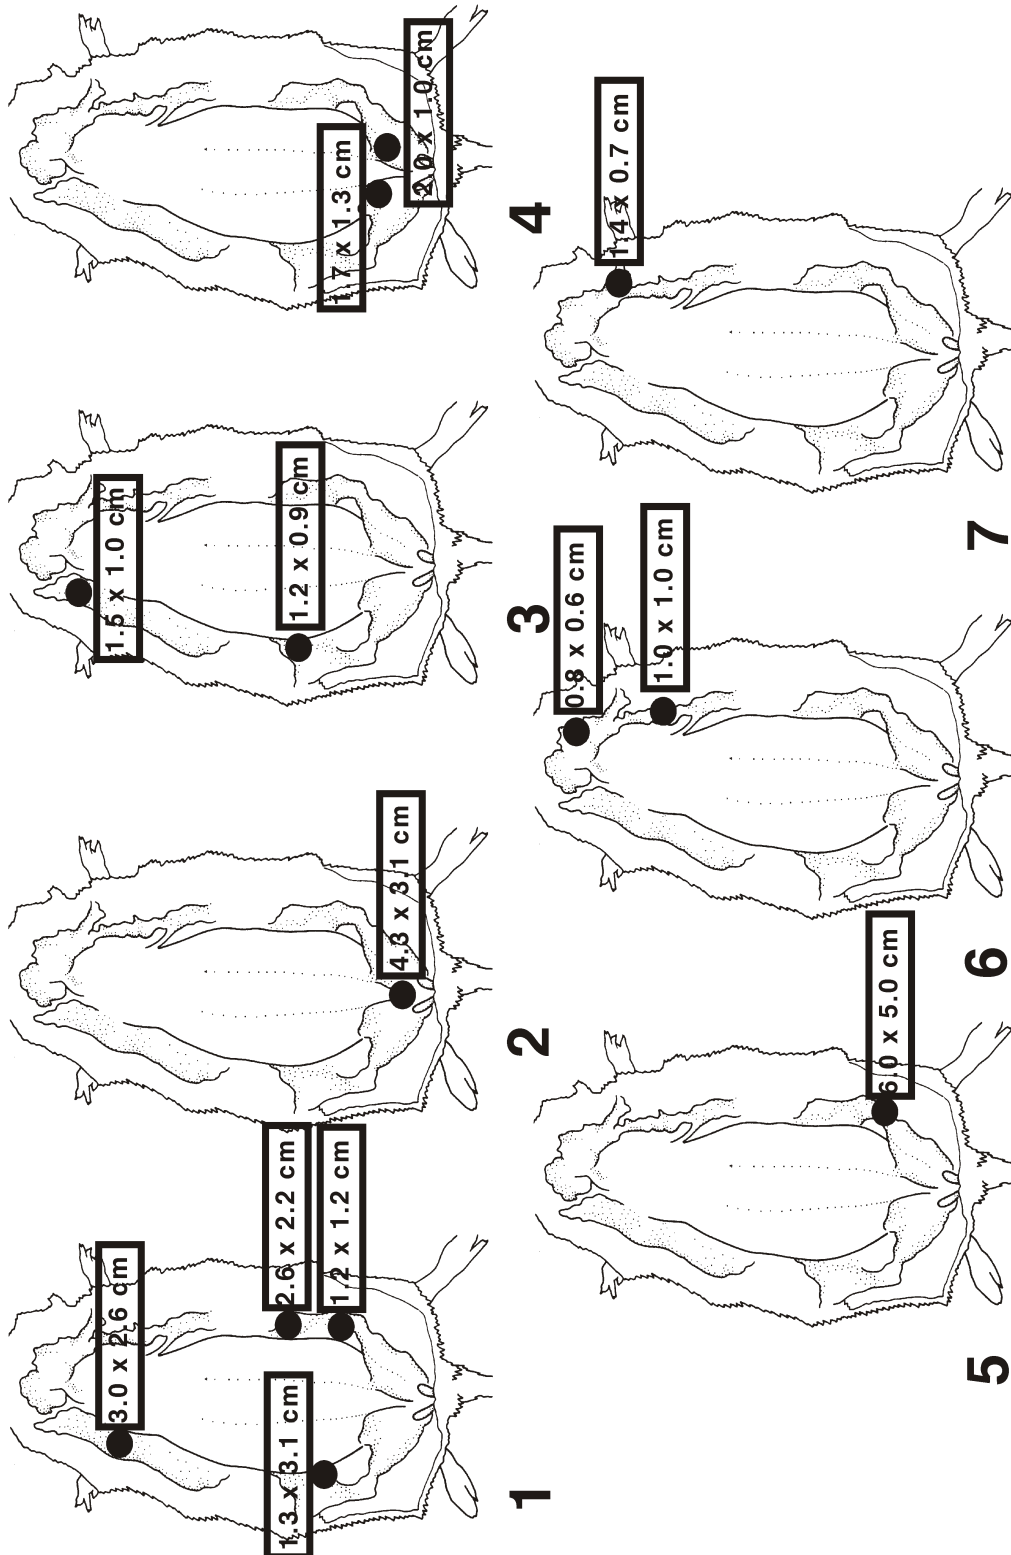 3.0 x 2.6 cm
1.3 x 3.1 cm
2.6 x 2.2 cm
1.2 x 1.2 cm
1
4.3 x 3.1 cm
2
1.5 x 1.0 cm
1.2 x 0.9 cm
3
1.7 x 1.3 cm
2.0 x 1.0 cm
4
6.0 x 5.0 cm
5
0.8 x 0.6 cm
1.0 x 1.0 cm
6
1.4 x 0.7 cm
7